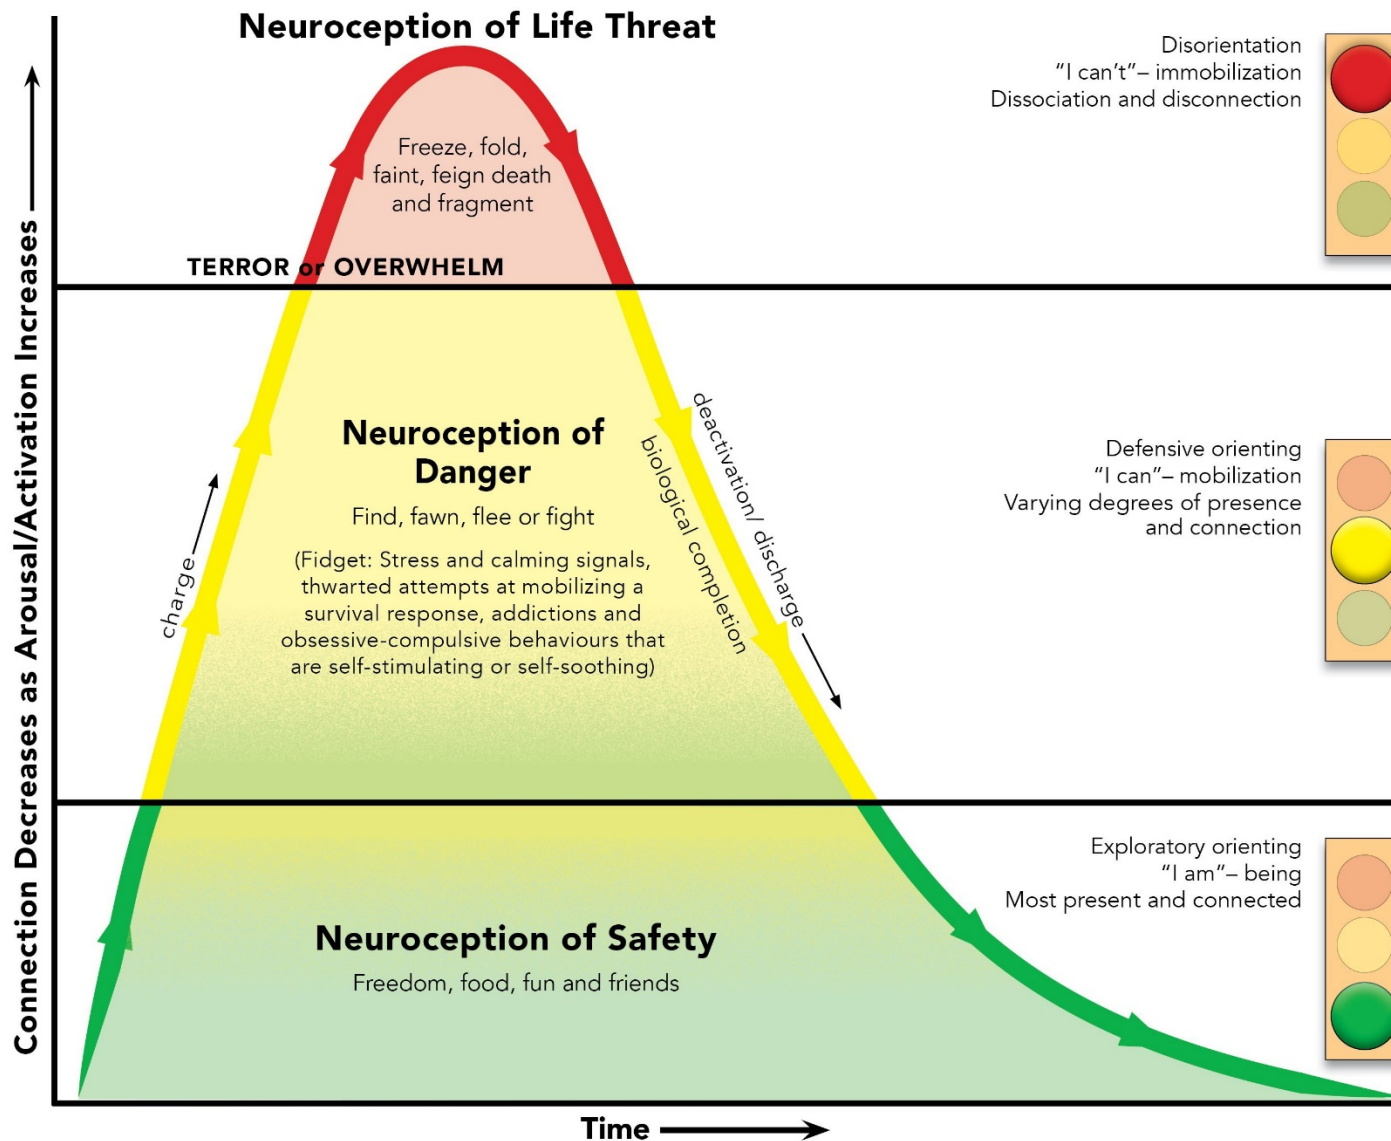 Neuroception of Life Threat
Disorientation
"I can't"– immobilization
Dissociation and disconnection
Freeze, fold,
faint, feign death
and fragment
TERROR or OVERWHELM
Connection Decreases as Arousal/Activation Increases
charge
Neuroception of
Danger
Find, fawn, flee or fight
(Fidget: Stress and calming signals,
thwarted attempts at mobilizing a
survival response, addictions and
obsessive-compulsive behaviours that
are self-stimulating or self-soothing)
deactivation/ discharge
biological completion
Defensive orienting
"I can"– mobilization
Varying degrees of presence
and connection
Exploratory orienting
"I am"– being
Most present and connected
Neuroception of Safety
Freedom, food, fun and friends
Time